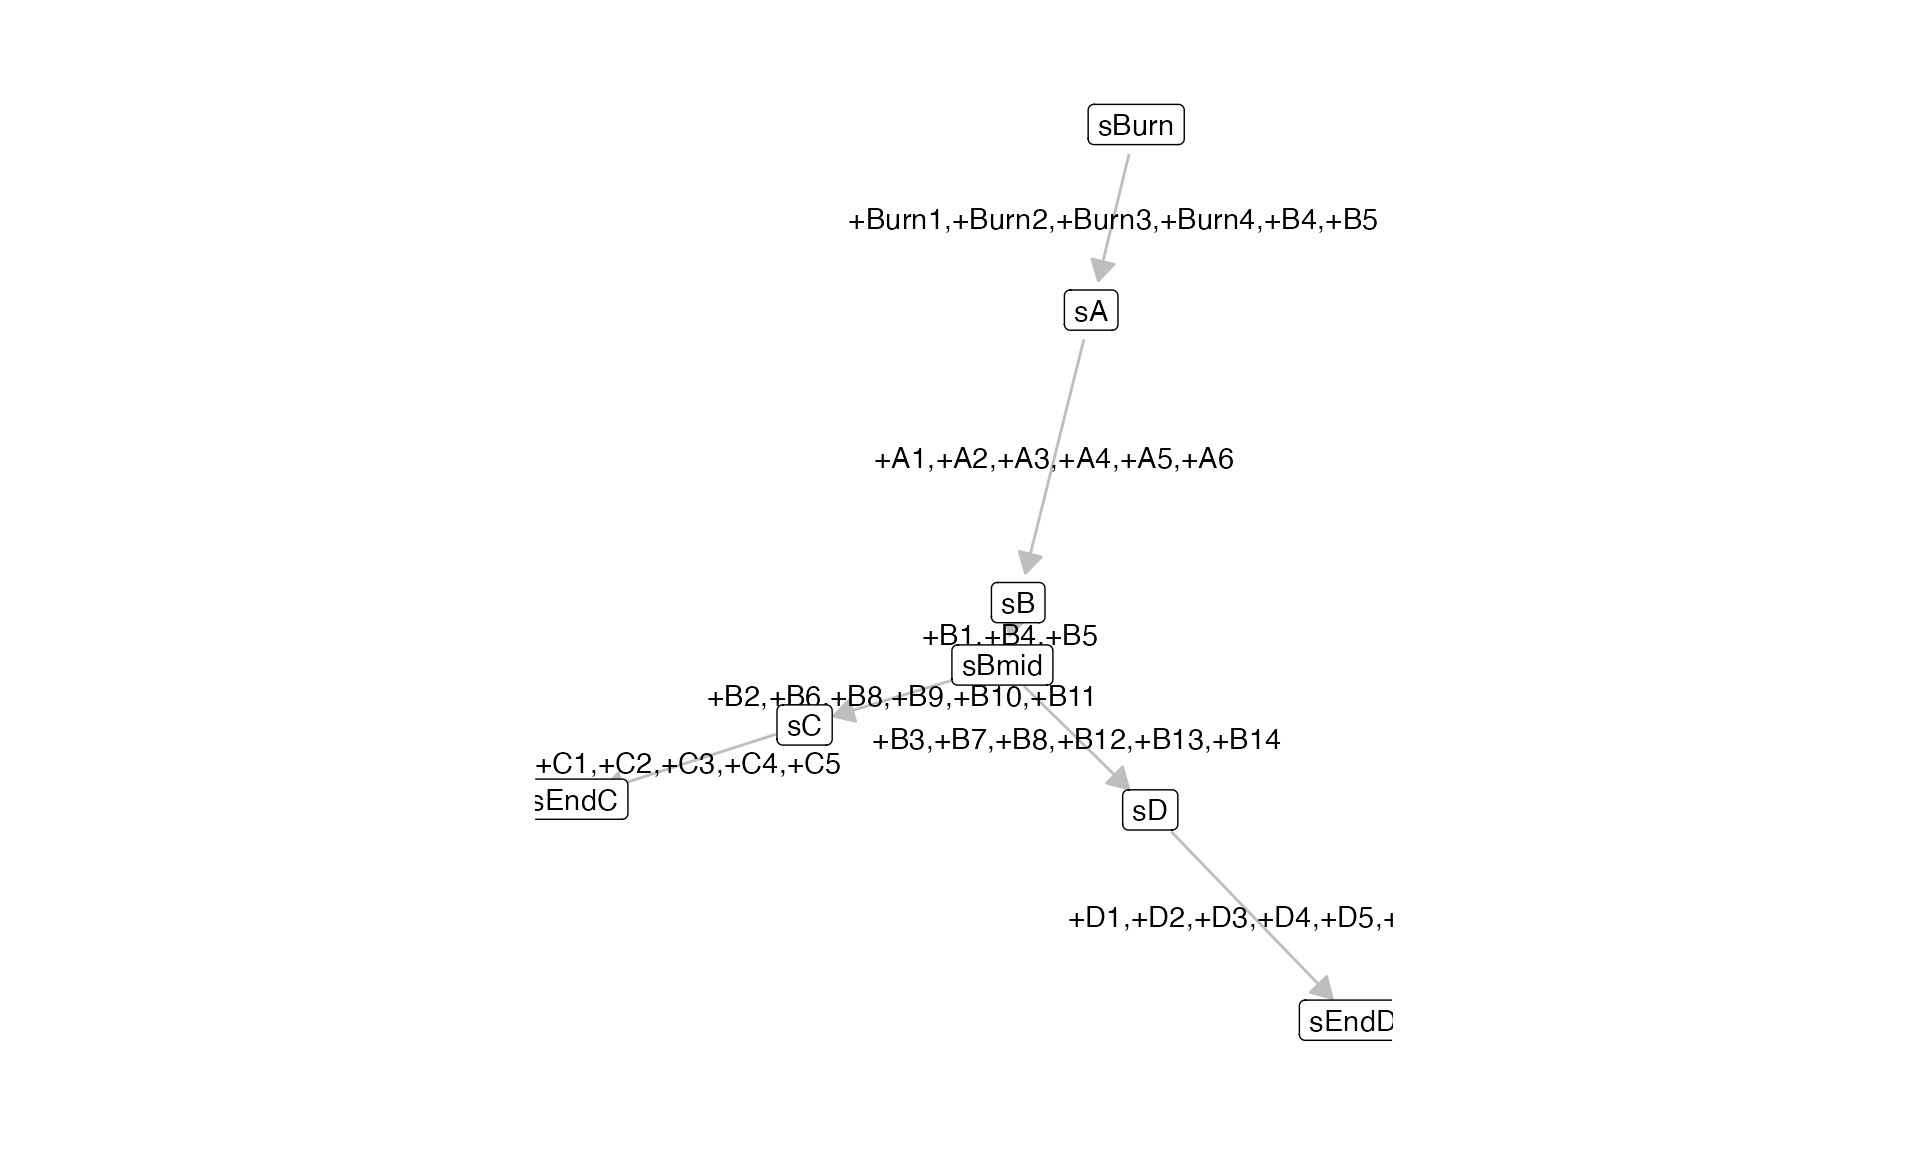 sBurn
+Burn1,+Burn2,+Burn3,+Burn4,+B4,+B5
sA
+A1,+A2,+A3,+A4,+A5,+A6
sB
+B1,+B4,+B5
sBmid
+B2,+B6,+B8,+B9,+B10,+B11
sC
+B3,+B7,+B8,+B12,+B13,+B14
+C1,+C2,+C3,+C4,+C5
sEndC
sD
+D1,+D2,+D3,+D4,+D5,+
sEndD